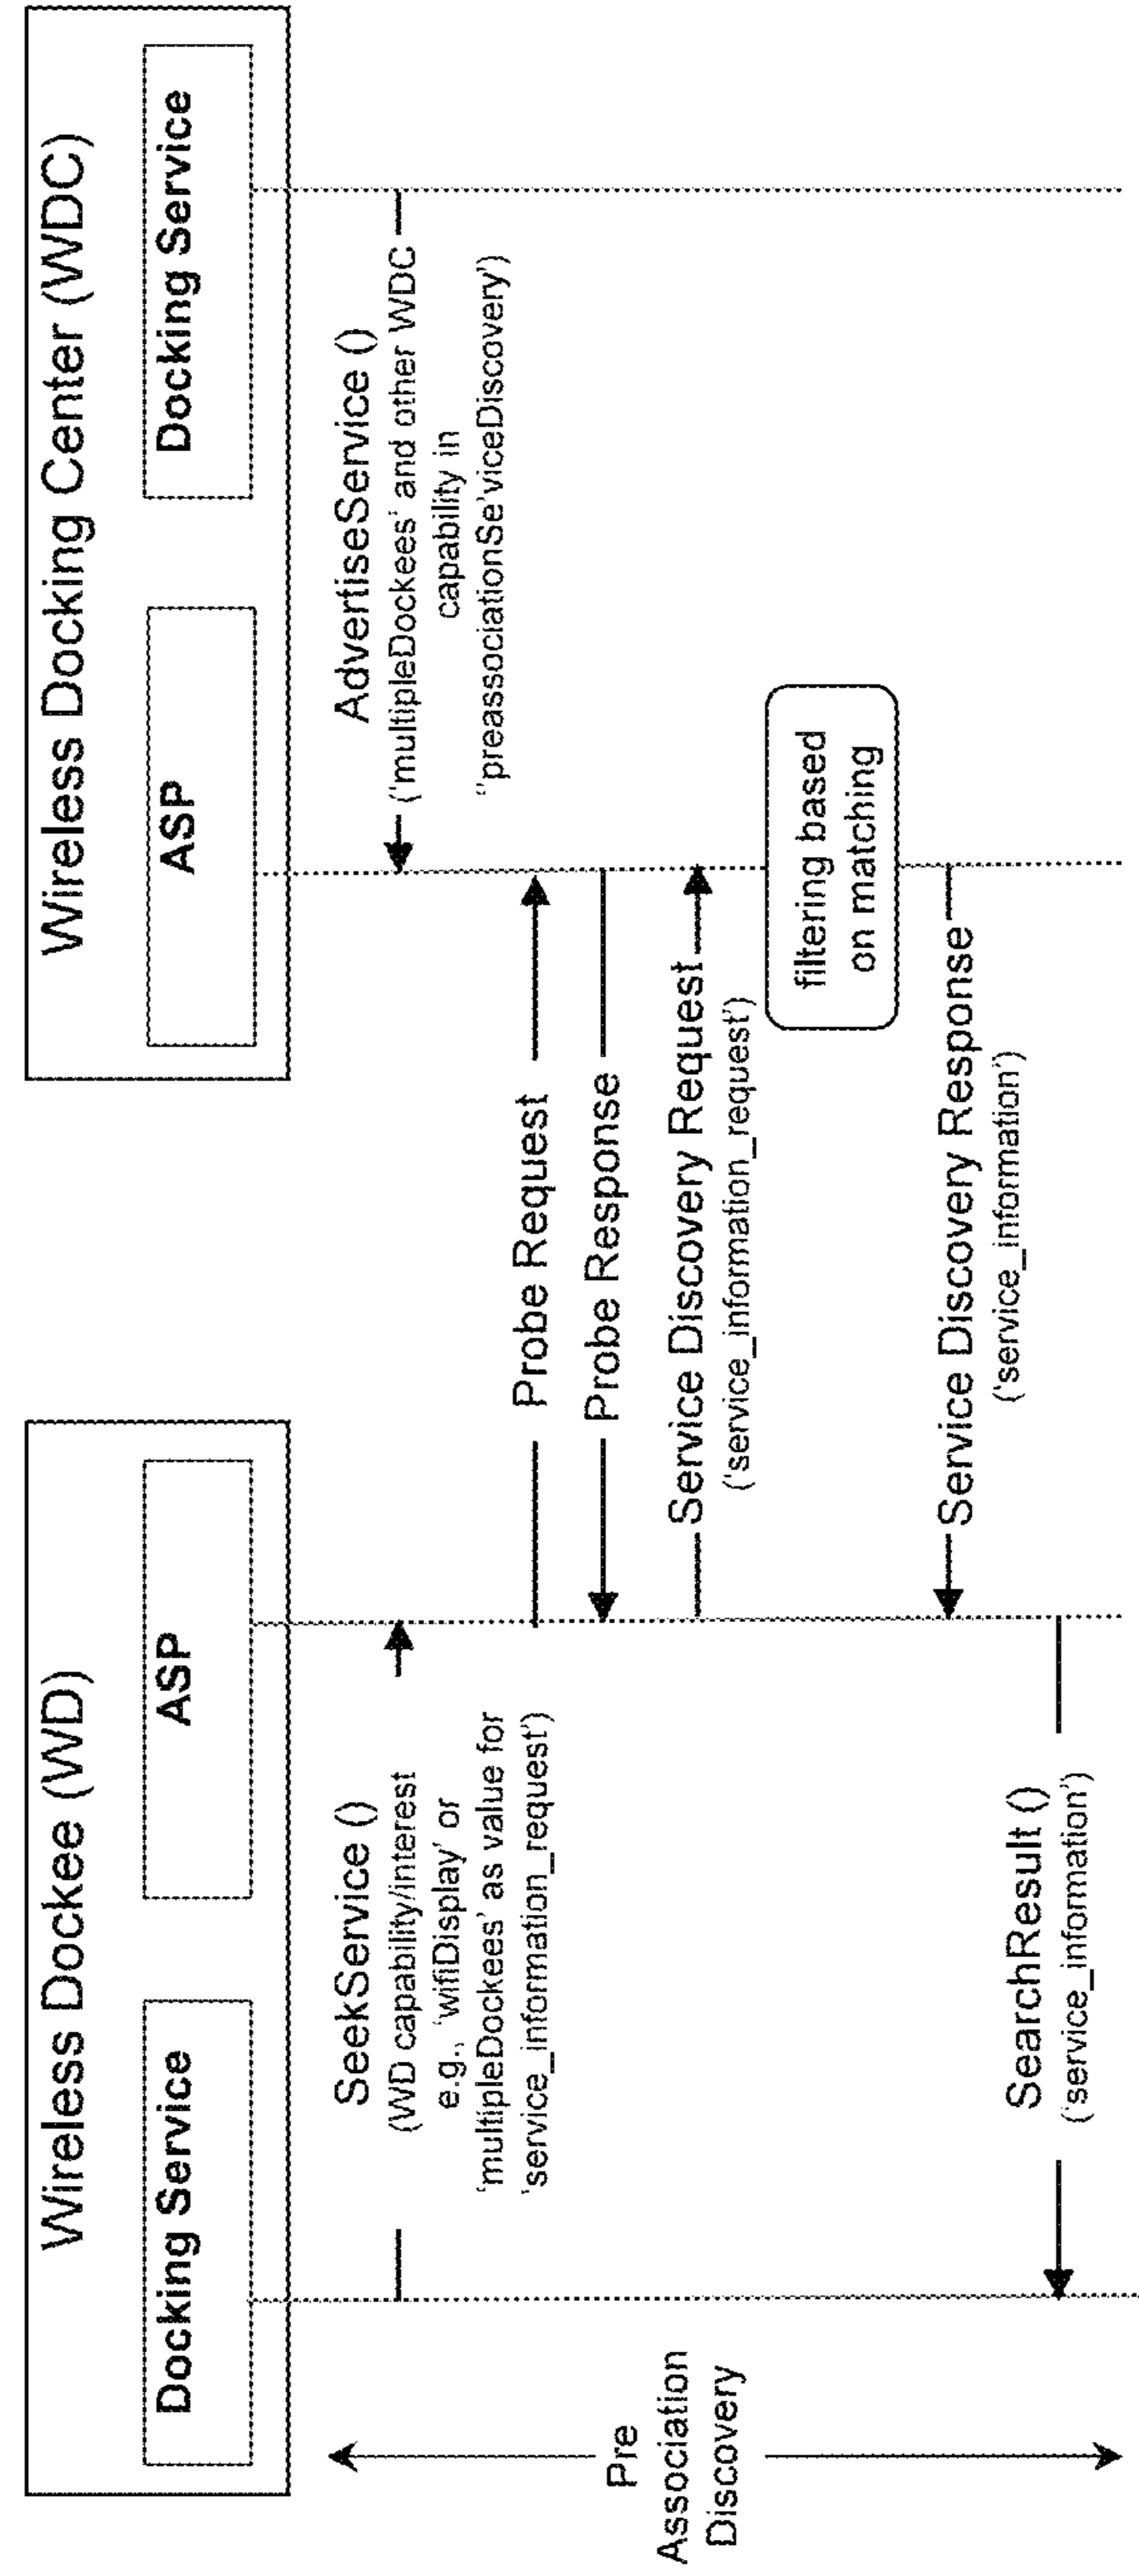 Wireless Dockee (WD)
Docking Service
ASP
Wireless Docking Center (WDC)
ASP
Docking Service
SeekService ()
(WD capability/interest
e.g., 'wifiDisplay' or
'multipleDockees' as value for
'service_information_request')
AdvertiseService ()
('multipleDockees' and other WDC
capability in
"preassociationSe'viceDiscovery')
Probe Request
Probe Response
Service Discovery Request
('service_information_request')
filtering based
on matching
Service Discovery Response
('service_information')
SearchResult ()
('service_information')
Pre
Association
Discovery